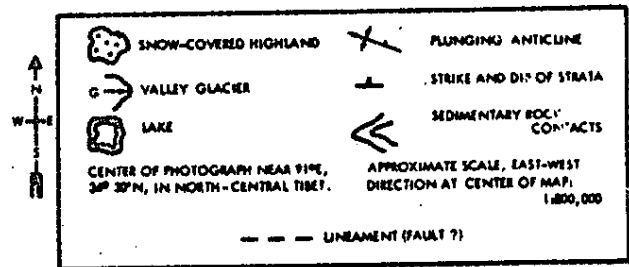 N
W E
S
SNOW-COVERED HIGHLAND
G VALLEY GLACIER
LAKE
CENTER OF PHOTOGRAPH NEAR 91°E,
30'N, IN NORTH-CENTRAL TIBET.
PLUNGING ANTICLINE
STRIKE AND DIP OF STRATA
SEDIMENTARY ROCK
CONTACTS
APPROXIMATE SCALE, EAST-WEST
DIRECTION AT CENTER OF MAP:
1:800,000
LINEAMENT (FAULT ?)